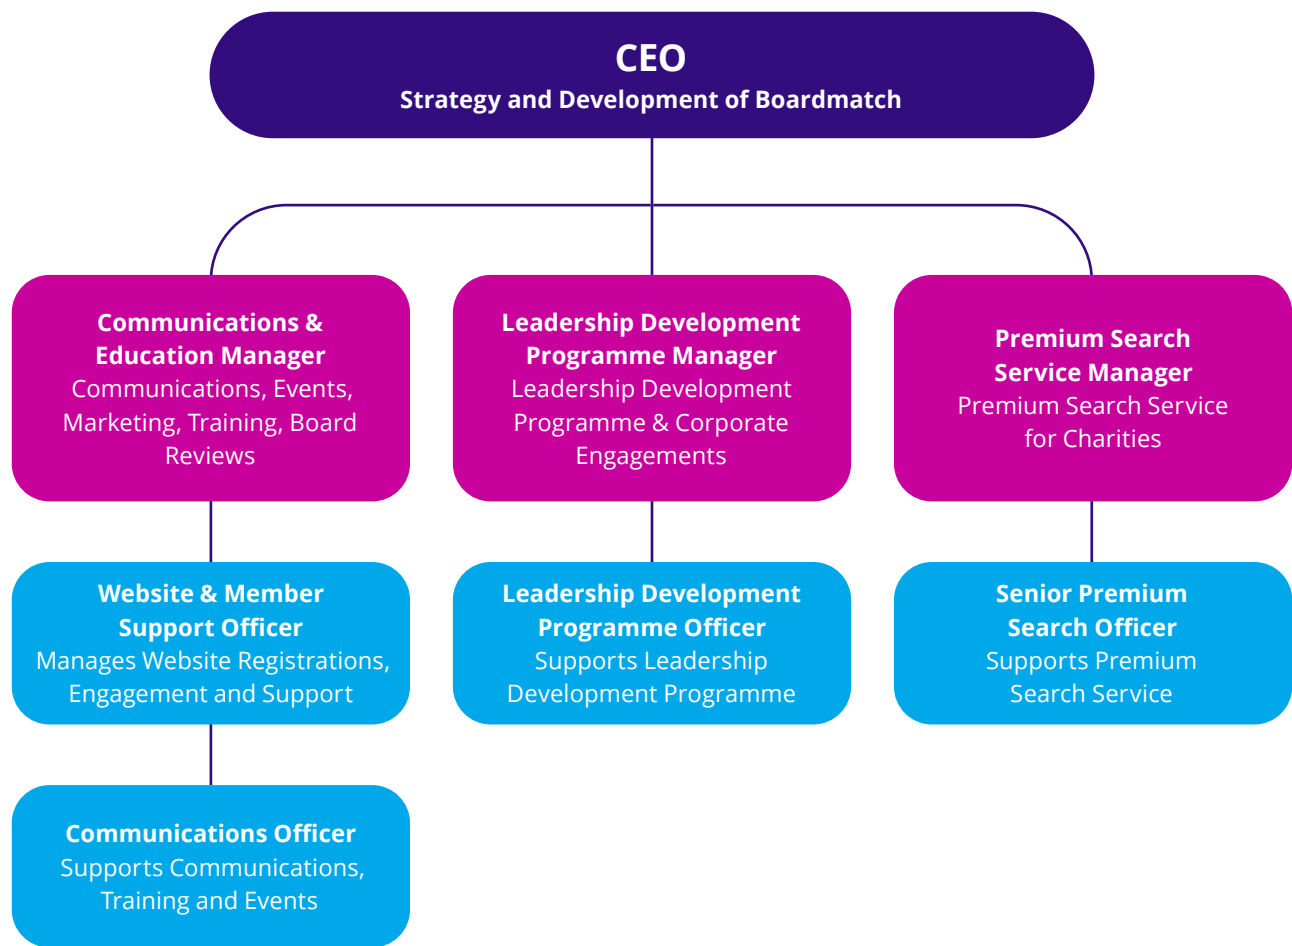 CEO
Strategy and Development of Boardmatch
Communications &
Education Manager
Communications, Events,
Marketing, Training, Board
Reviews
Leadership Development
Programme Manager
Leadership Development
Programme & Corporate
Engagements
Premium Search
Service Manager
Premium Search Service
for Charities
Website & Member
Support Officer
Manages Website Registrations,
Engagement and Support
Leadership Development
Programme Officer
Supports Leadership
Development Programme
Senior Premium
Search Officer
Supports Premium
Search Service
Communications Officer
Supports Communications,
Training and Events